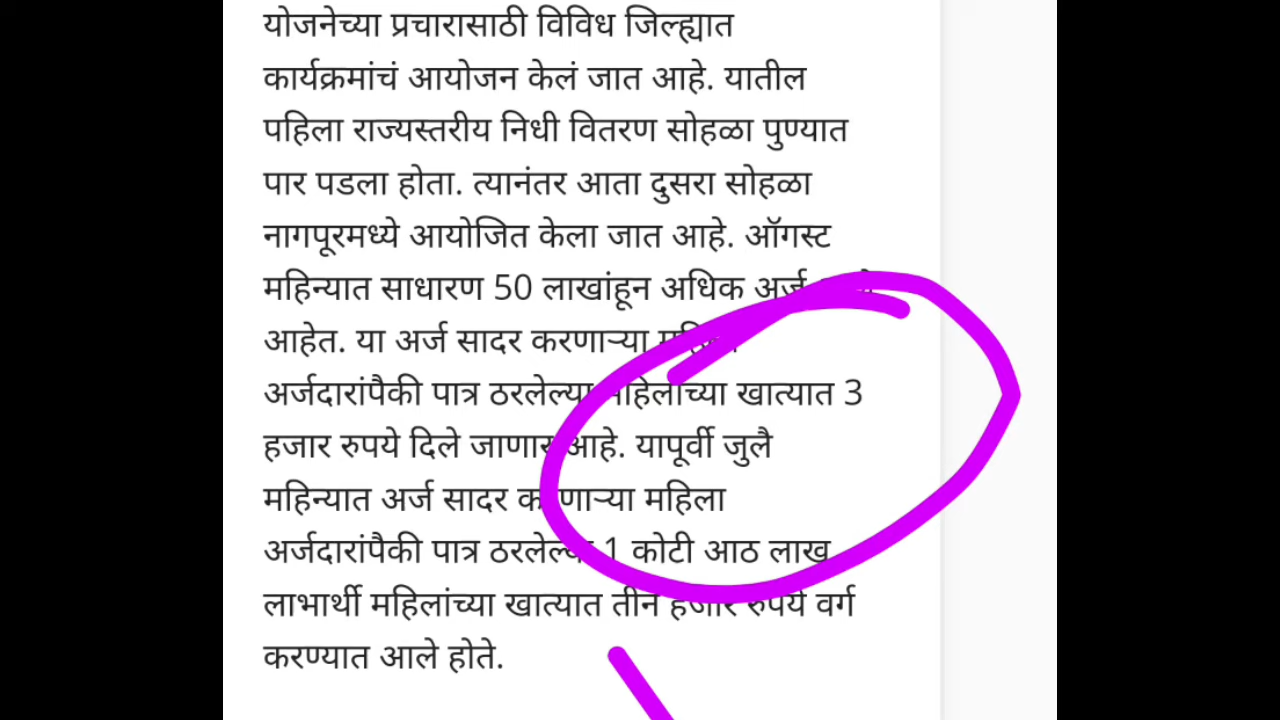 योजनेच्या प्रचारासाठी विविध जिल्ह्यात
कार्यक्रमांचं आयोजन केलं जात आहे. यातील
पहिला राज्यस्तरीय निधी वितरण सोहळा पुण्यात
पार पडला होता. त्यानंतर आता दुसरा सोहळा
नागपूरमध्ये आयोजित केला जात आहे. ऑगस्ट
महिन्यात साधारण 50 लाखांहून अधिक अर्ज
आहेत. या अर्ज सादर करणाऱ्या महिला
अर्जदारांपैकी पात्र ठरलेल्या महिलांच्या खात्यात 3
हजार रुपये दिले जाणार आहे. यापूर्वी जुलै
महिन्यात अर्ज सादर करणाऱ्या महिला
अर्जदारांपैकी पात्र ठरलेल्या 1 कोटी आठ लाख
लाभार्थी महिलांच्या खात्यात तीन हजार रुपये वर्ग
करण्यात आले होते.